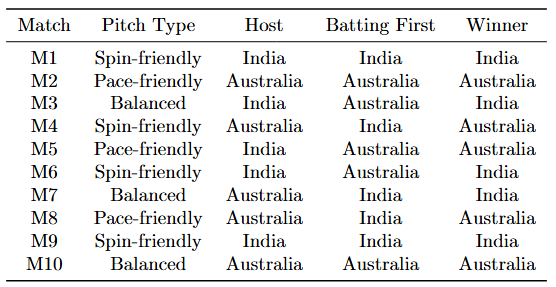 Match Pitch Type Host Batting First Winner
M1 Spin-friendly India India India
M2 Pace-friendly Australia Australia Australia
M3 Balanced India Australia India
M4 Spin-friendly Australia India Australia
M5 Pace-friendly India Australia Australia
M6 Spin-friendly India Australia India
M7 Balanced Australia India India
M8 Pace-friendly Australia India Australia
M9 Spin-friendly India India India
M10 Balanced Australia Australia Australia